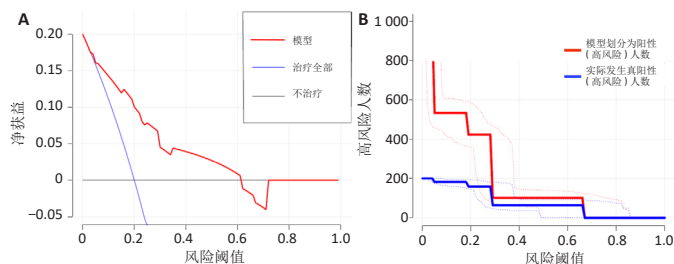 A
0.20
0.15
0.10
0.05
0
−0.05
净获益
模型
治疗全部
不治疗
0
0.2
0.4
0.6
0.8
1.0
风险阈值
B
1 000
800
600
400
200
0
高风险人数
模型划分为阳性
(高风险)人数
实际发生真阳性
(高风险)人数
0
0.2
0.4
0.6
0.8
1.0
风险阈值